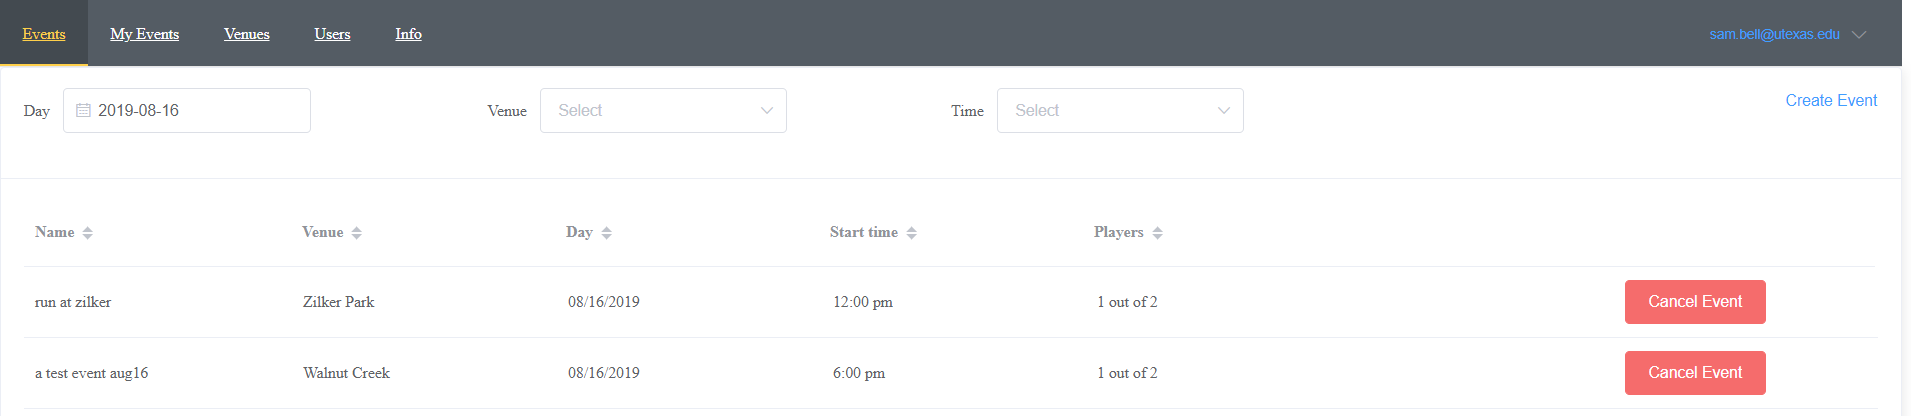 Events My Events Venues Users Info sam.bell@utexas.edu
Day 2019-08-16 Venue Select Time Select Create Event
Name Venue Day Start time Players
run at zilker Zilker Park 08/16/2019 12:00 pm 1 out of 2 Cancel Event
a test event aug16 Walnut Creek 08/16/2019 6:00 pm 1 out of 2 Cancel Event